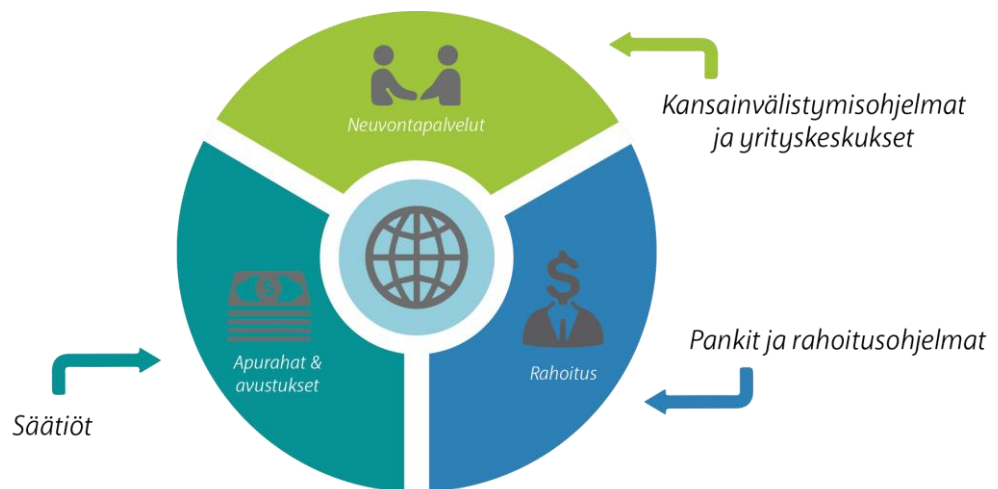 Neuvontapalvelut
Kansainvälistymisohjelmat
ja yrityskeskukset
Apurahat &
avustukset
Rahoitus
Pankit ja rahoitusohjelmat
Säätiöt